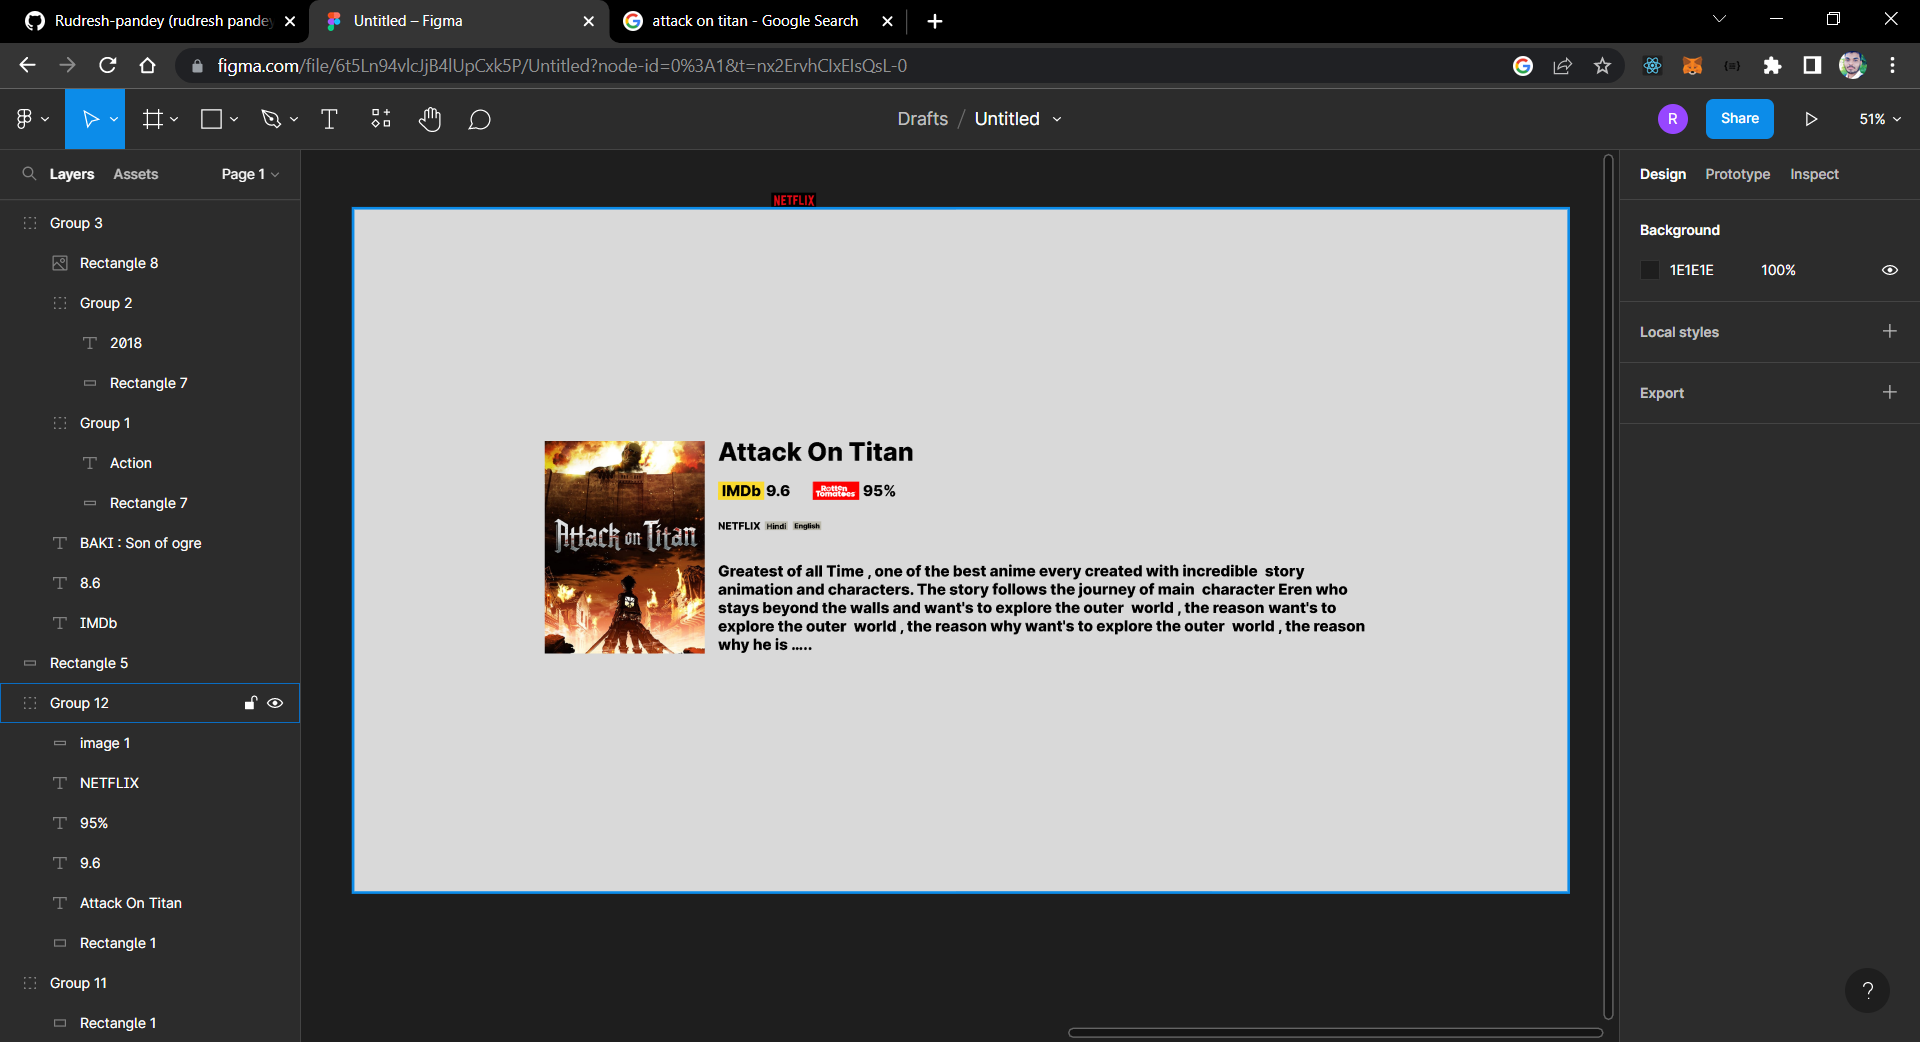 Rudresh-pandey (rudresh pande
Untitled – Figma
attack on titan - Google Search
figma.com/file/6t5Ln94vlcJjB4lUpCxk5P/Untitled?node-id=0%3A1&t=nx2ErvhClxEIsQsL-0
Drafts / Untitled
R
Share
51%
Layers
Assets
Page 1
Design
Prototype
Inspect
Group 3
Rectangle 8
Group 2
2018
Rectangle 7
Group 1
Action
Rectangle 7
BAKI : Son of ogre
8.6
IMDb
Rectangle 5
Group 12
image 1
NETFLIX
95%
9.6
Attack On Titan
Rectangle 1
Group 11
Rectangle 1
NETFLIX
Attack on Titan
Attack On Titan
IMDb 9.6 Rotten Tomatoes 95%
NETFLIX Hindi English
Greatest of all Time , one of the best anime every created with incredible story
animation and characters. The story follows the journey of main character Eren who
stays beyond the walls and want's to explore the outer world , the reason want's to
explore the outer world , the reason why want's to explore the outer world , the reason
why he is .....
Background
1E1E1E 100%
Local styles
Export
?